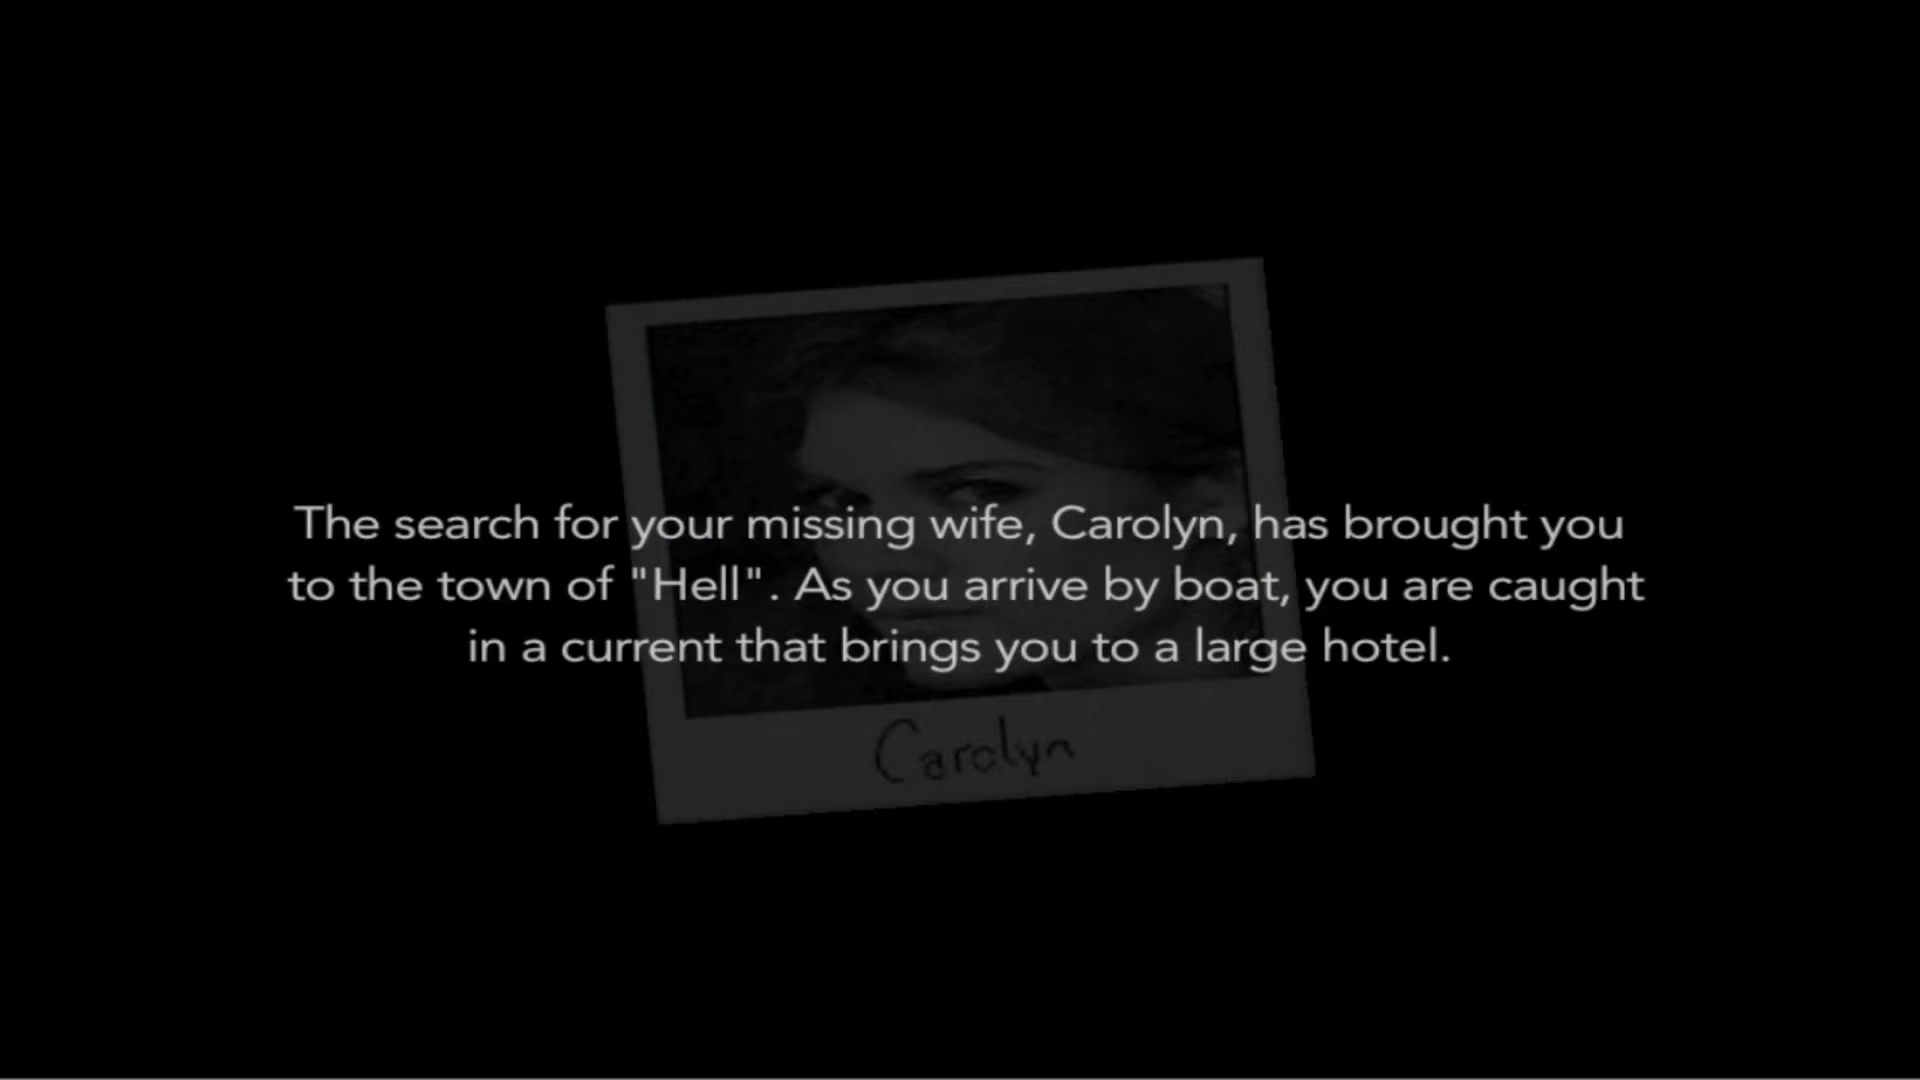 The search for your missing wife, Carolyn, has brought you
to the town of "Hell". As you arrive by boat, you are caught
in a current that brings you to a large hotel.
Carolyn